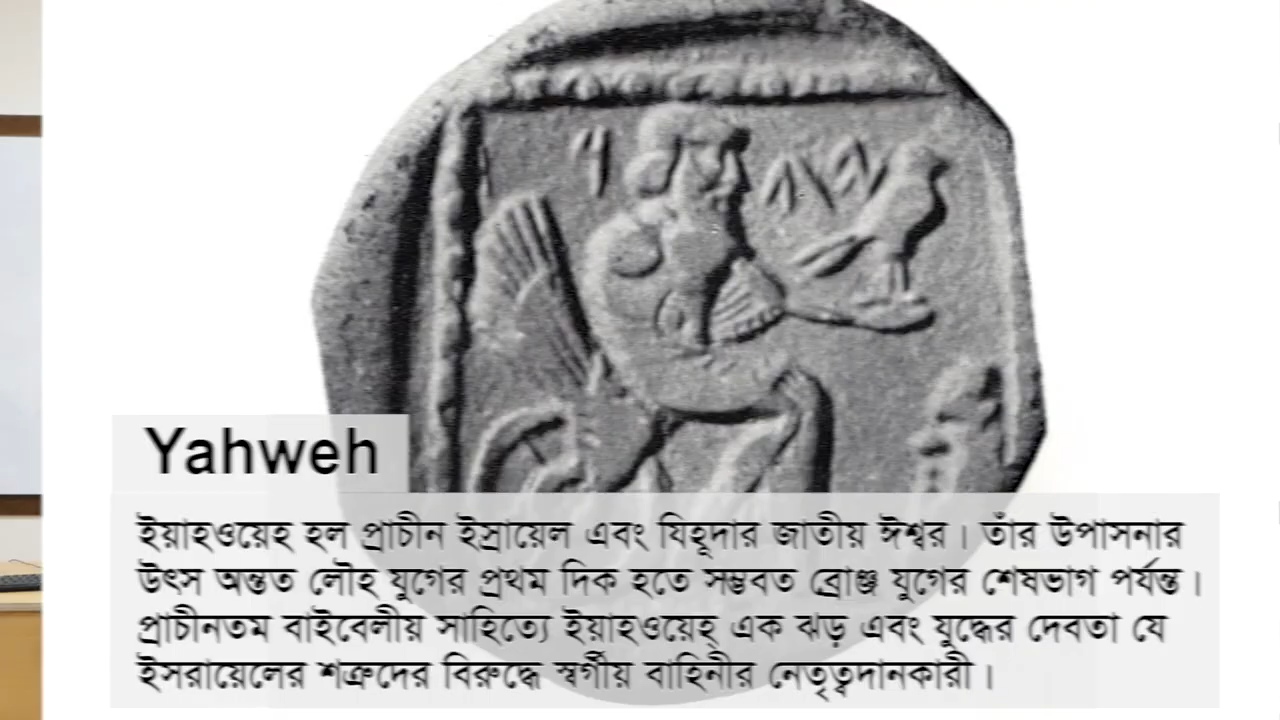 Yahweh
ইয়াহওয়েহ হল প্রাচীন ইস্রায়েল এবং যিহূদার জাতীয় ঈশ্বর। তাঁর উপাসনার
উৎস অন্তত লৌহ যুগের প্রথম দিক হতে সম্ভবত ব্রোঞ্জ যুগের শেষভাগ পর্যন্ত।
প্রাচীনতম বাইবেলীয় সাহিত্যে ইয়াহওয়েহ্ এক ঝড় এবং যুদ্ধের দেবতা যে
ইসরায়েলের শত্রুদের বিরুদ্ধে স্বর্গীয় বাহিনীর নেতৃত্বদানকারী।